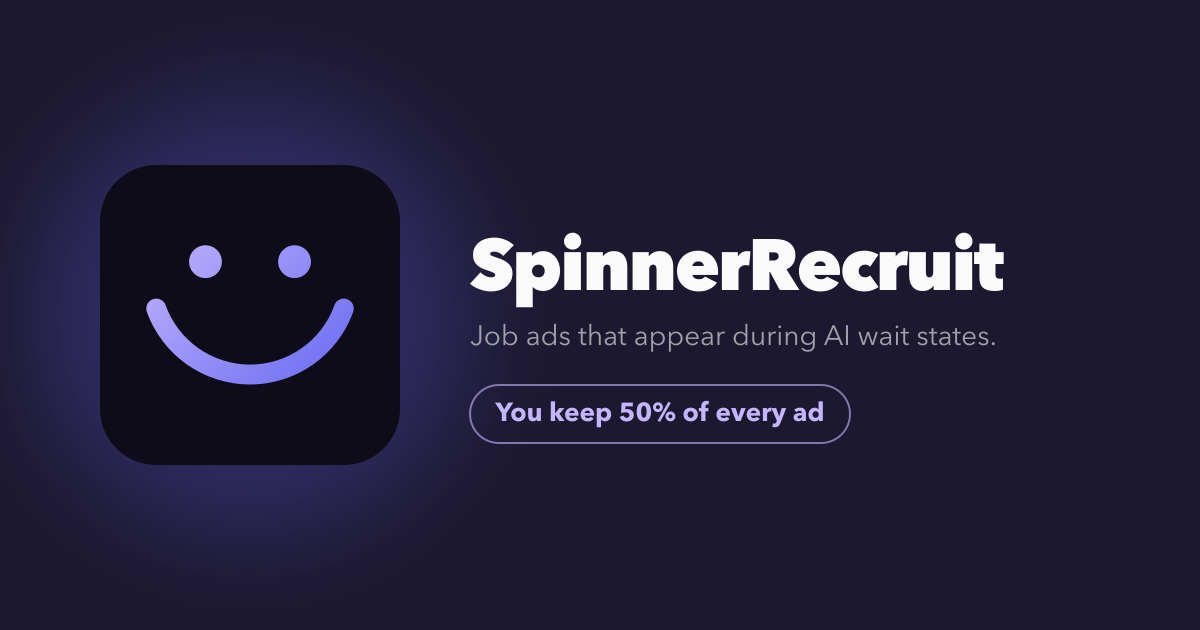 SpinnerRecruit
Job ads that appear during AI wait states.
You keep 50% of every ad